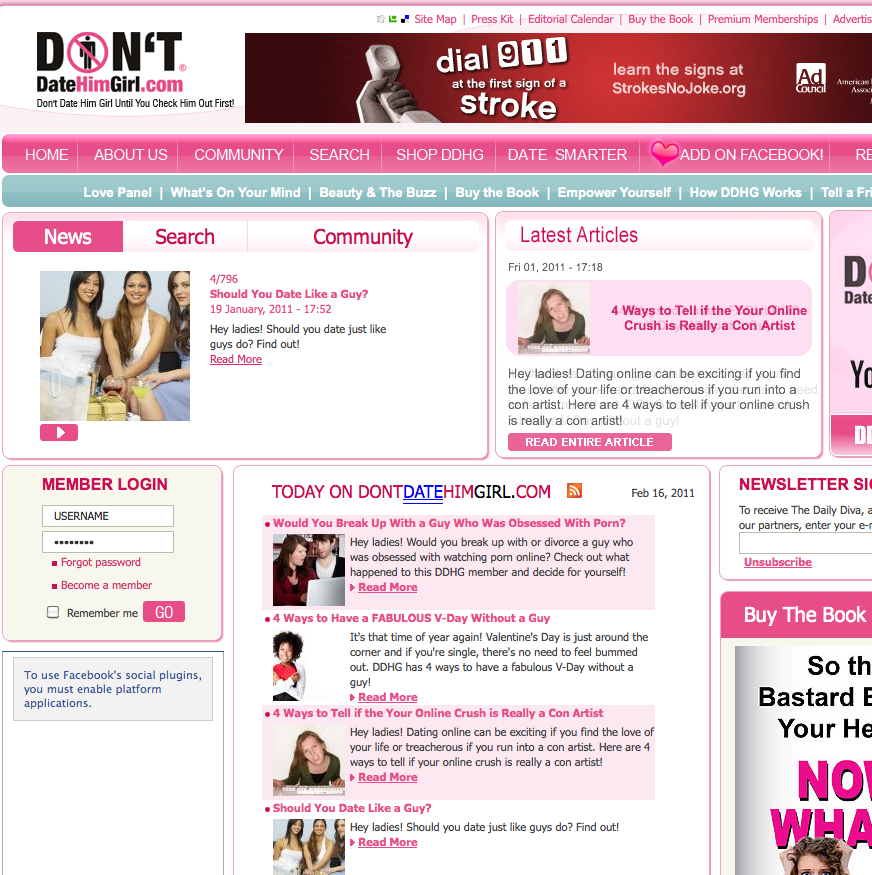 Site Map | Press Kit | Editorial Calendar | Buy the Book | Premium Memberships |
DON'T®
DateHimGirl.com
Don't Date Him Girl Until You Check Him Out First!
dial 911
at the first sign of a
stroke
learn the signs at
StrokesNoJoke.org
Ad
Council
HOME ABOUT US COMMUNITY SEARCH SHOP DDHG DATE SMARTER ADD ON FACEBOOK!
Love Panel | What's On Your Mind | Beauty & The Buzz | Buy the Book | Empower Yourself | How DDHG Works | Tell a
News Search Community
4/796
Should You Date Like a Guy?
19 January, 2011 - 17:52
Hey ladies! Should you date just like
guys do? Find out!
Read More
Latest Articles
Fri 01, 2011 - 17:18
4 Ways to Tell if the Your Online
Crush is Really a Con Artist
Hey ladies! Dating online can be exciting if you find
the love of your life or treacherous if you run into a
con artist. Here are 4 ways to tell if your online crush
is really a con artist!
READ ENTIRE ARTICLE
MEMBER LOGIN
USERNAME
Forgot password
Become a member
Remember me GO
To use Facebook's social plugins,
you must enable platform
applications.
TODAY ON DONTDATEHIMGIRL.COM Feb 16, 2011
Would You Break Up With a Guy Who Was Obsessed With Porn?
Hey ladies! Would you break up with or divorce a guy who
was obsessed with watching porn online? Check out what
happened to this DDHG member and decide for yourself!
Read More
4 Ways to Have a FABULOUS V-Day Without a Guy
It's that time of year again! Valentine's Day is just around the
corner and if you're single, there's no need to feel bummed
out. DDHG has 4 ways to have a fabulous V-Day without a
guy!
Read More
4 Ways to Tell if the Your Online Crush is Really a Con Artist
Hey ladies! Dating online can be exciting if you find the love of
your life or treacherous if you run into a con artist. Here are 4
ways to tell if your online crush is really a con artist!
Read More
Should You Date Like a Guy?
Hey ladies! Should you date just like guys do? Find out!
Read More
NEWSLETTER
To receive The Daily Diva, a
our partners, enter your
Unsubscribe
Buy The Book
So
Bastard
Your